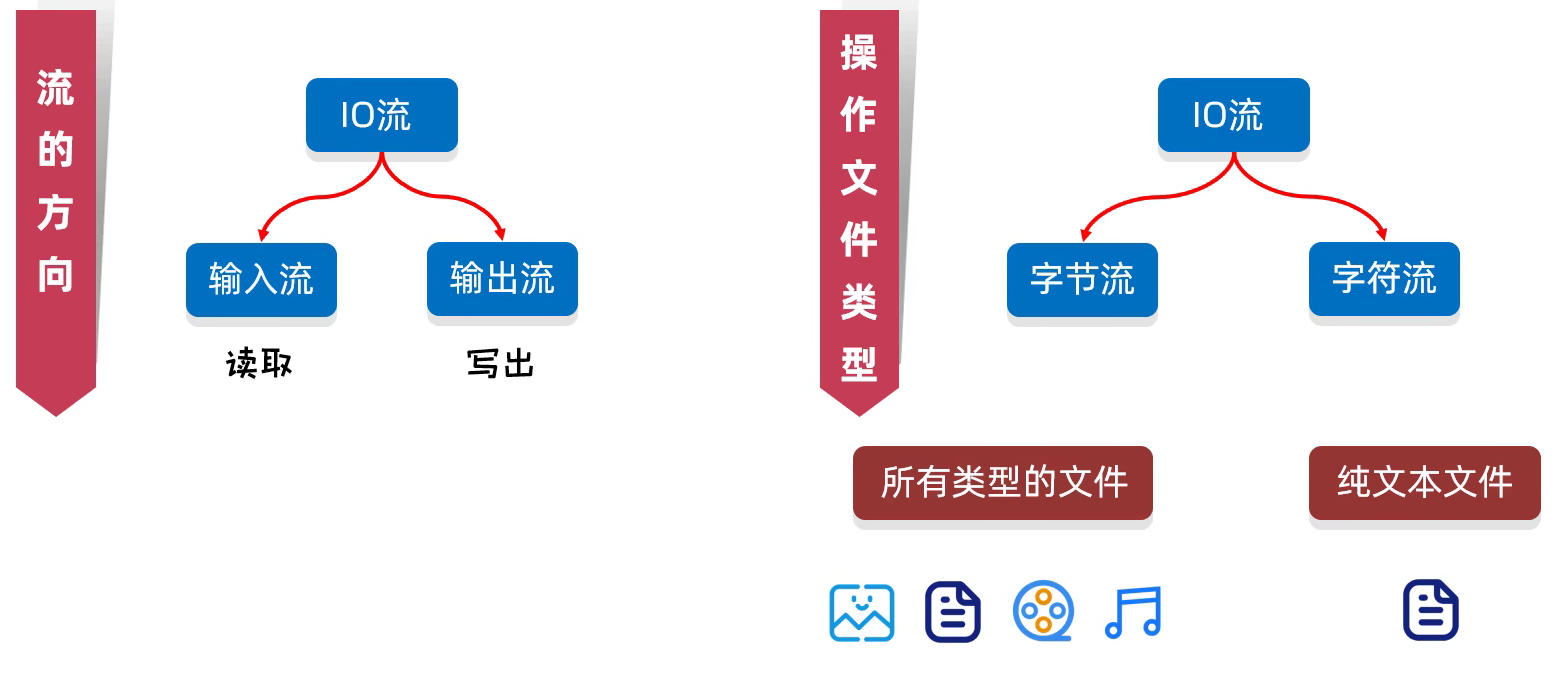 流的方向
IO流
输入流
输出流
读取
写出
操作文件类型
IO流
字节流
字符流
所有类型的文件
纯文本文件